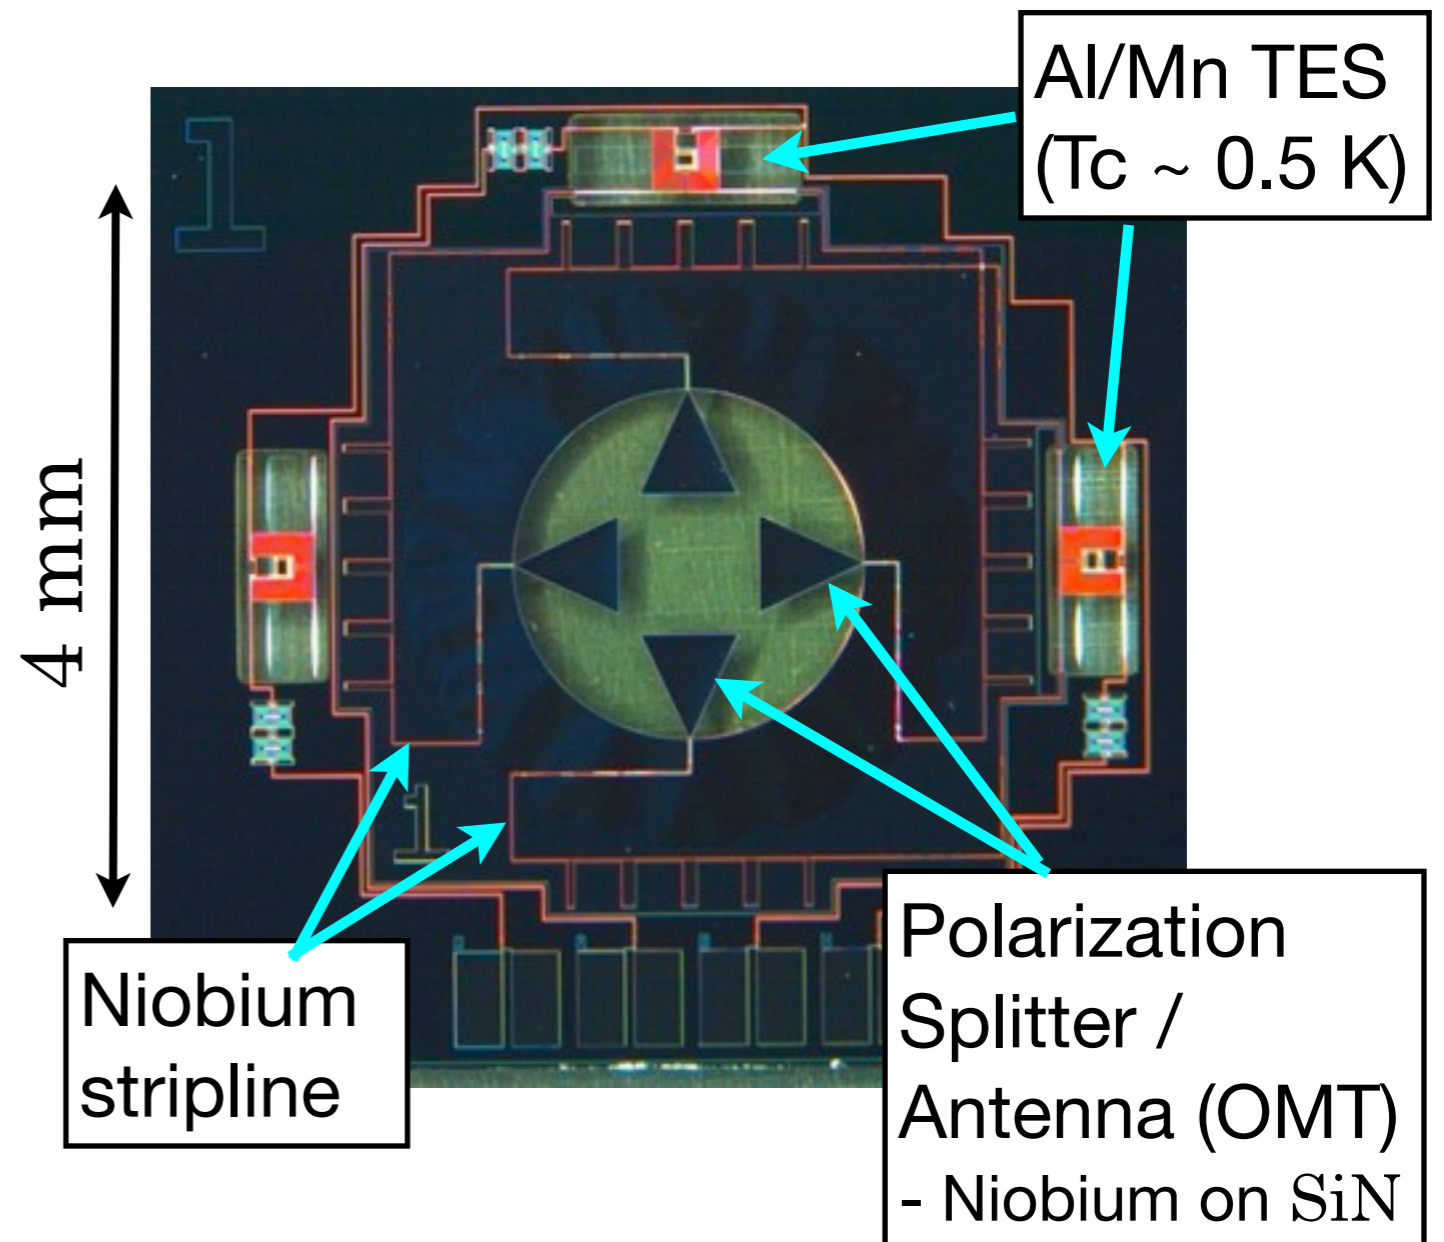 Al/Mn TES
(Tc ~ 0.5 K)
1
4 mm
1
Niobium
stripline
Polarization
Splitter /
Antenna (OMT)
- Niobium on SiN